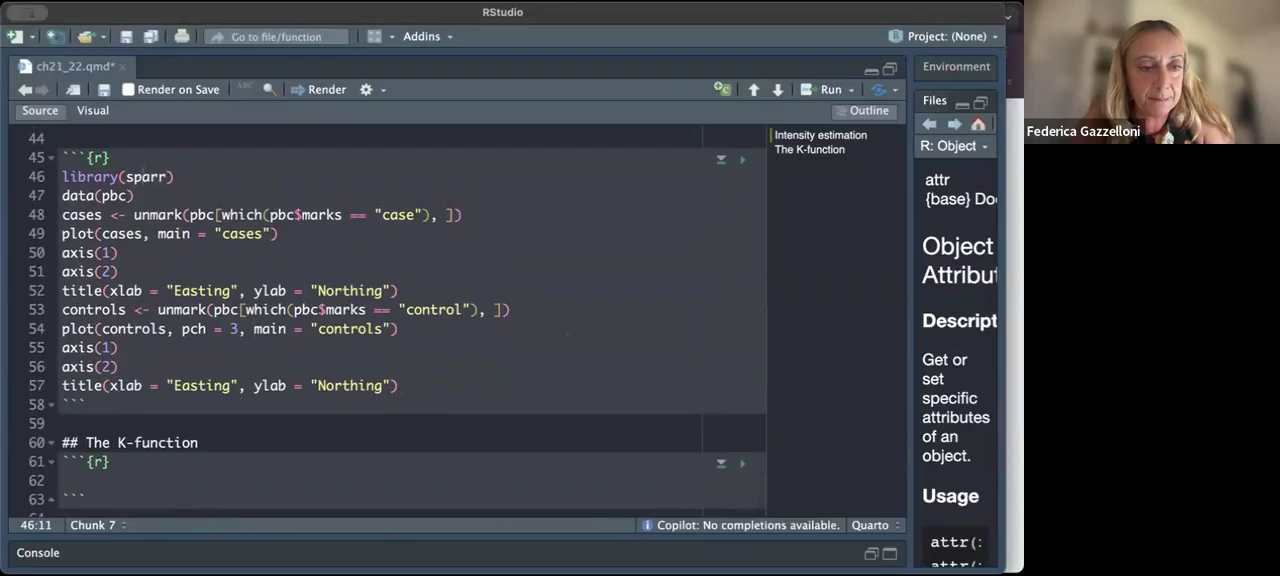 RStudio
Go to file/function
Addins
Project: (None)
ch21_22.qmd*
Render on Save
ABC
Render
Run
Source
Visual
Outline
44
45 ```{r}
46 library(sparr)
47 data(pbc)
48 cases <- unmark(pbc[which(pbc$marks == "case"), ])
49 plot(cases, main = "cases")
50 axis(1)
51 axis(2)
52 title(xlab = "Easting", ylab = "Northing")
53 controls <- unmark(pbc[which(pbc$marks == "control"), ])
54 plot(controls, pch = 3, main = "controls")
55 axis(1)
56 axis(2)
57 title(xlab = "Easting", ylab = "Northing")
58 ```
59
60 ## The K-function
61 ```{r}
62
63 ```
Intensity estimation
The K-function
46:11
Chunk 7
Copilot: No completions available.
Quarto
Console
Environment
Files
R: Object
attr
{base} Do
Object
Attribut
Descript
Get or
set
specific
attributes
of an
object.
Usage
attr(:
Federica Gazzelloni